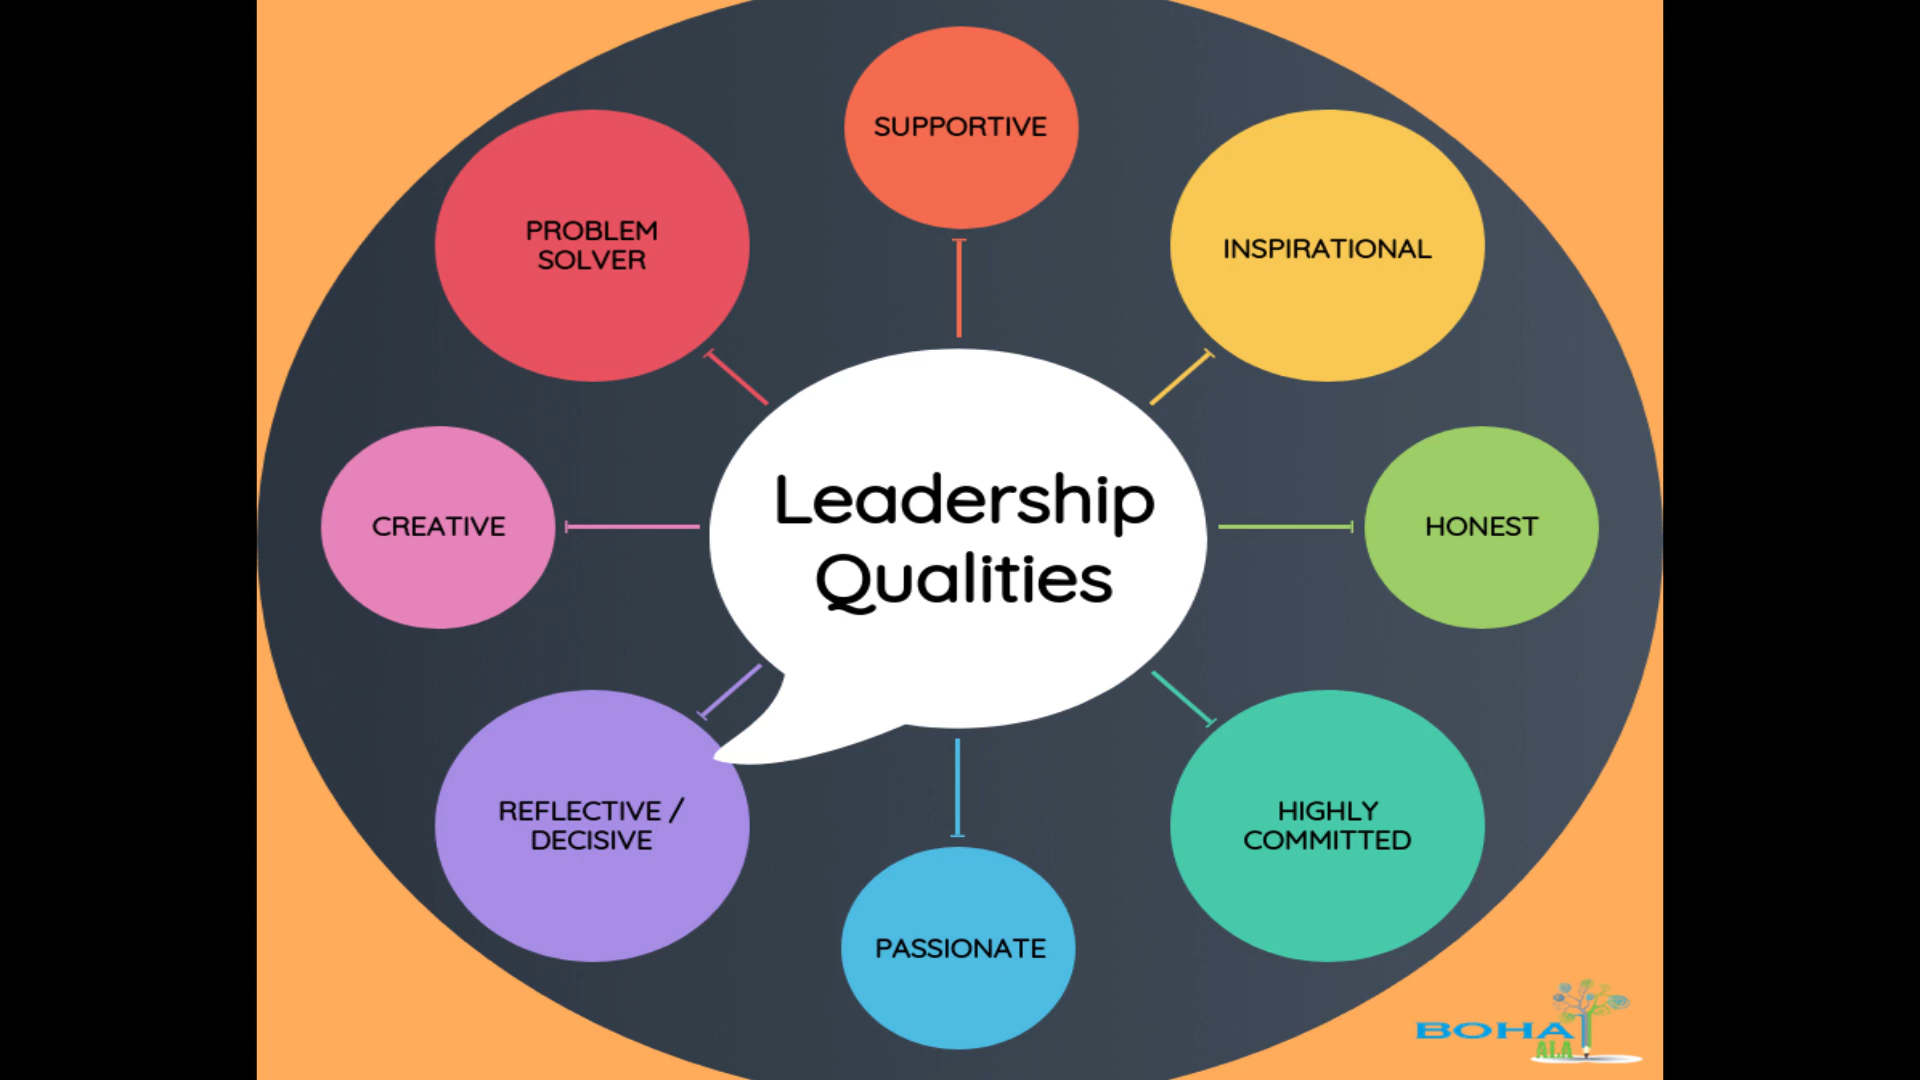 SUPPORTIVE
PROBLEM
SOLVER
INSPIRATIONAL
Leadership
Qualities
CREATIVE
HONEST
REFLECTIVE /
DECISIVE
HIGHLY
COMMITTED
PASSIONATE
BOHA
ALA